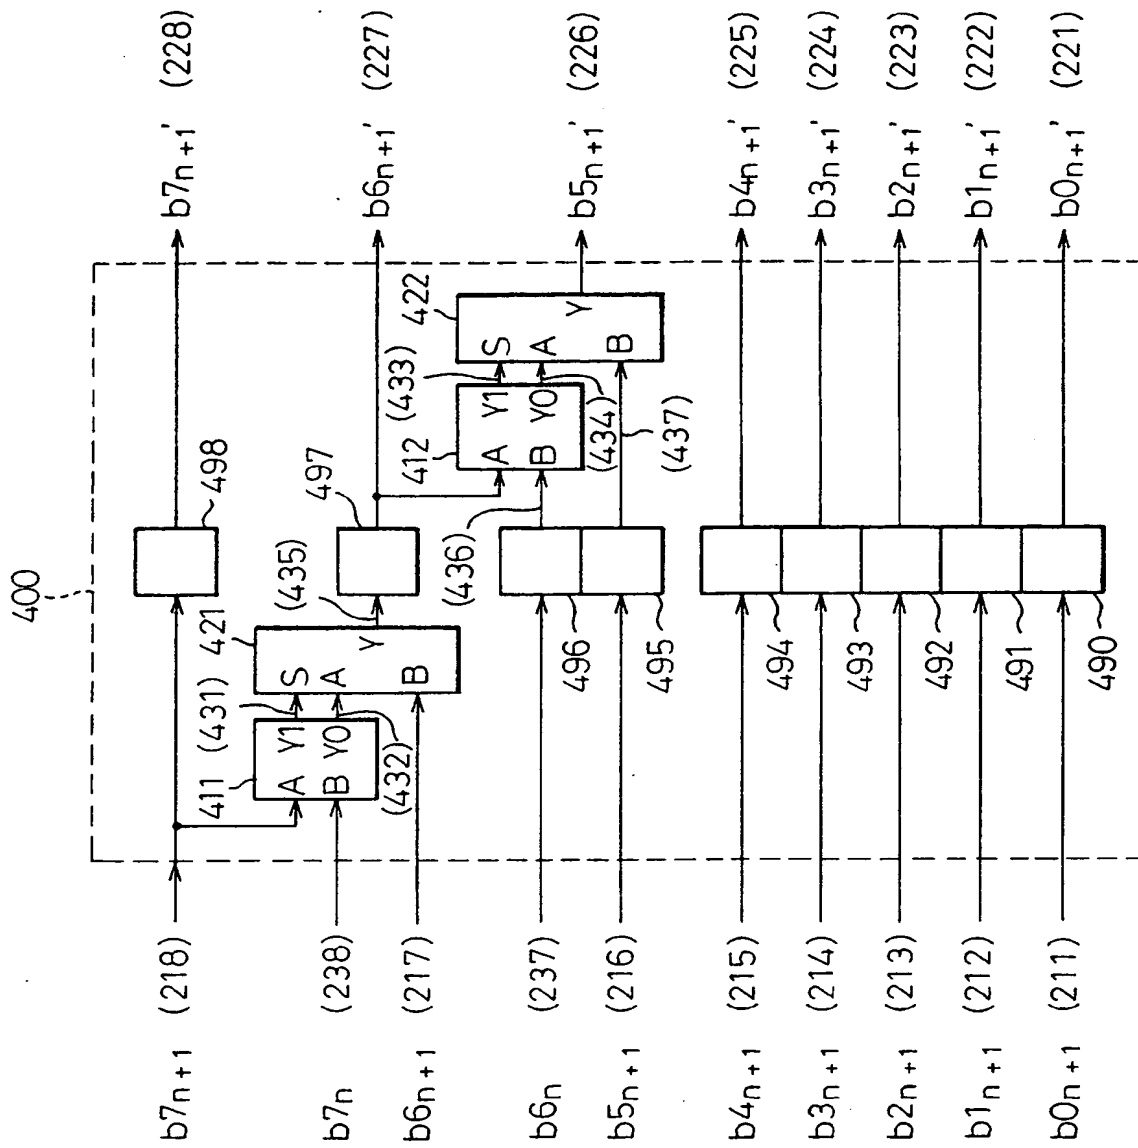 400
b7n+1 (218)
498
b7n+1' (228)
411
A Y1
B Y0
(431)
(432)
421
S
A
B
Y
(435)
497
b7n (238)
b6n+1 (217)
b6n+1' (227)
412
A Y1
B Y0
(433)
(434)
422
S
A
B
Y
(436)
(437)
b6n (237)
496
b5n+1 (216)
495
b5n+1' (226)
b4n+1 (215)
494
b4n+1' (225)
b3n+1 (214)
493
b3n+1' (224)
b2n+1 (213)
492
b2n+1' (223)
b1n+1 (212)
491
b1n+1' (222)
b0n+1 (211)
490
b0n+1' (221)